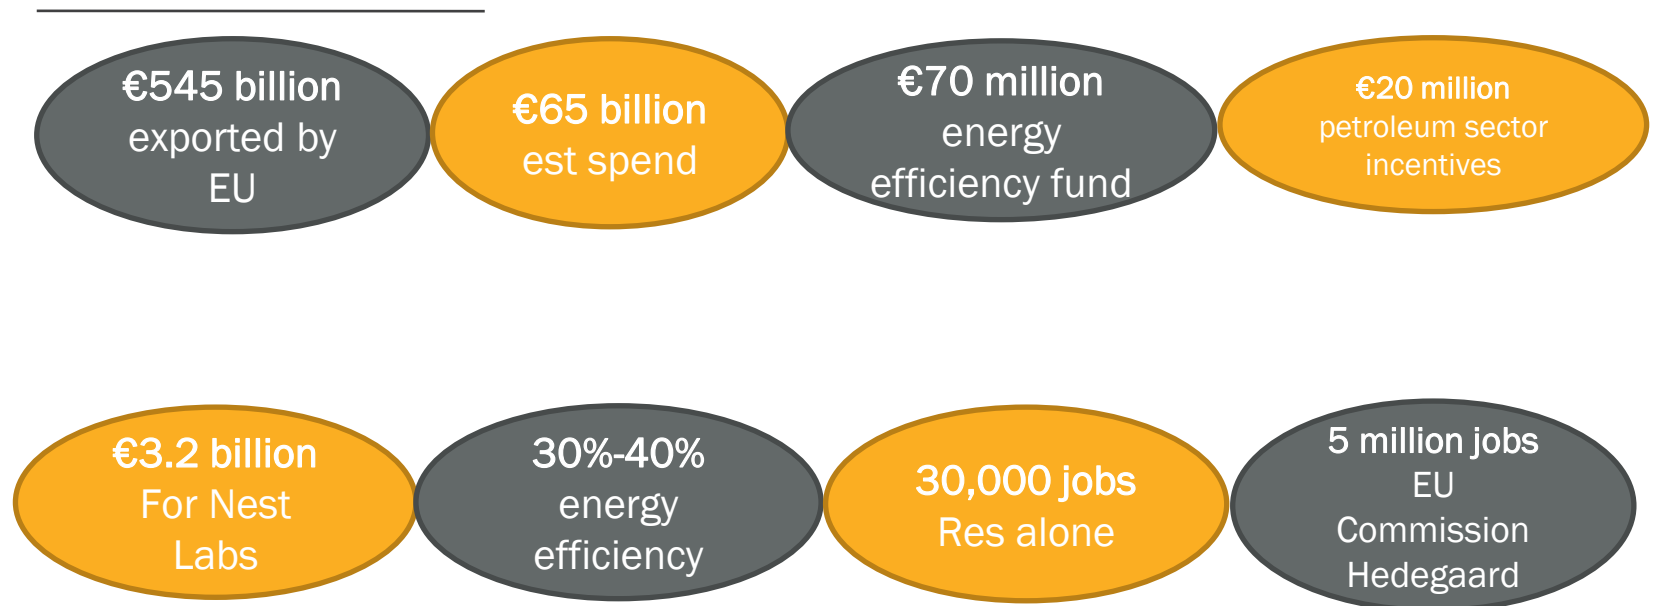 €545 billion
exported by
EU
€65 billion
est spend
€70 million
energy
efficiency fund
€20 million
petroleum sector
incentives
€3.2 billion
For Nest
Labs
30%-40%
energy
efficiency
30,000 jobs
Res alone
5 million jobs
EU
Commission
Hedegaard